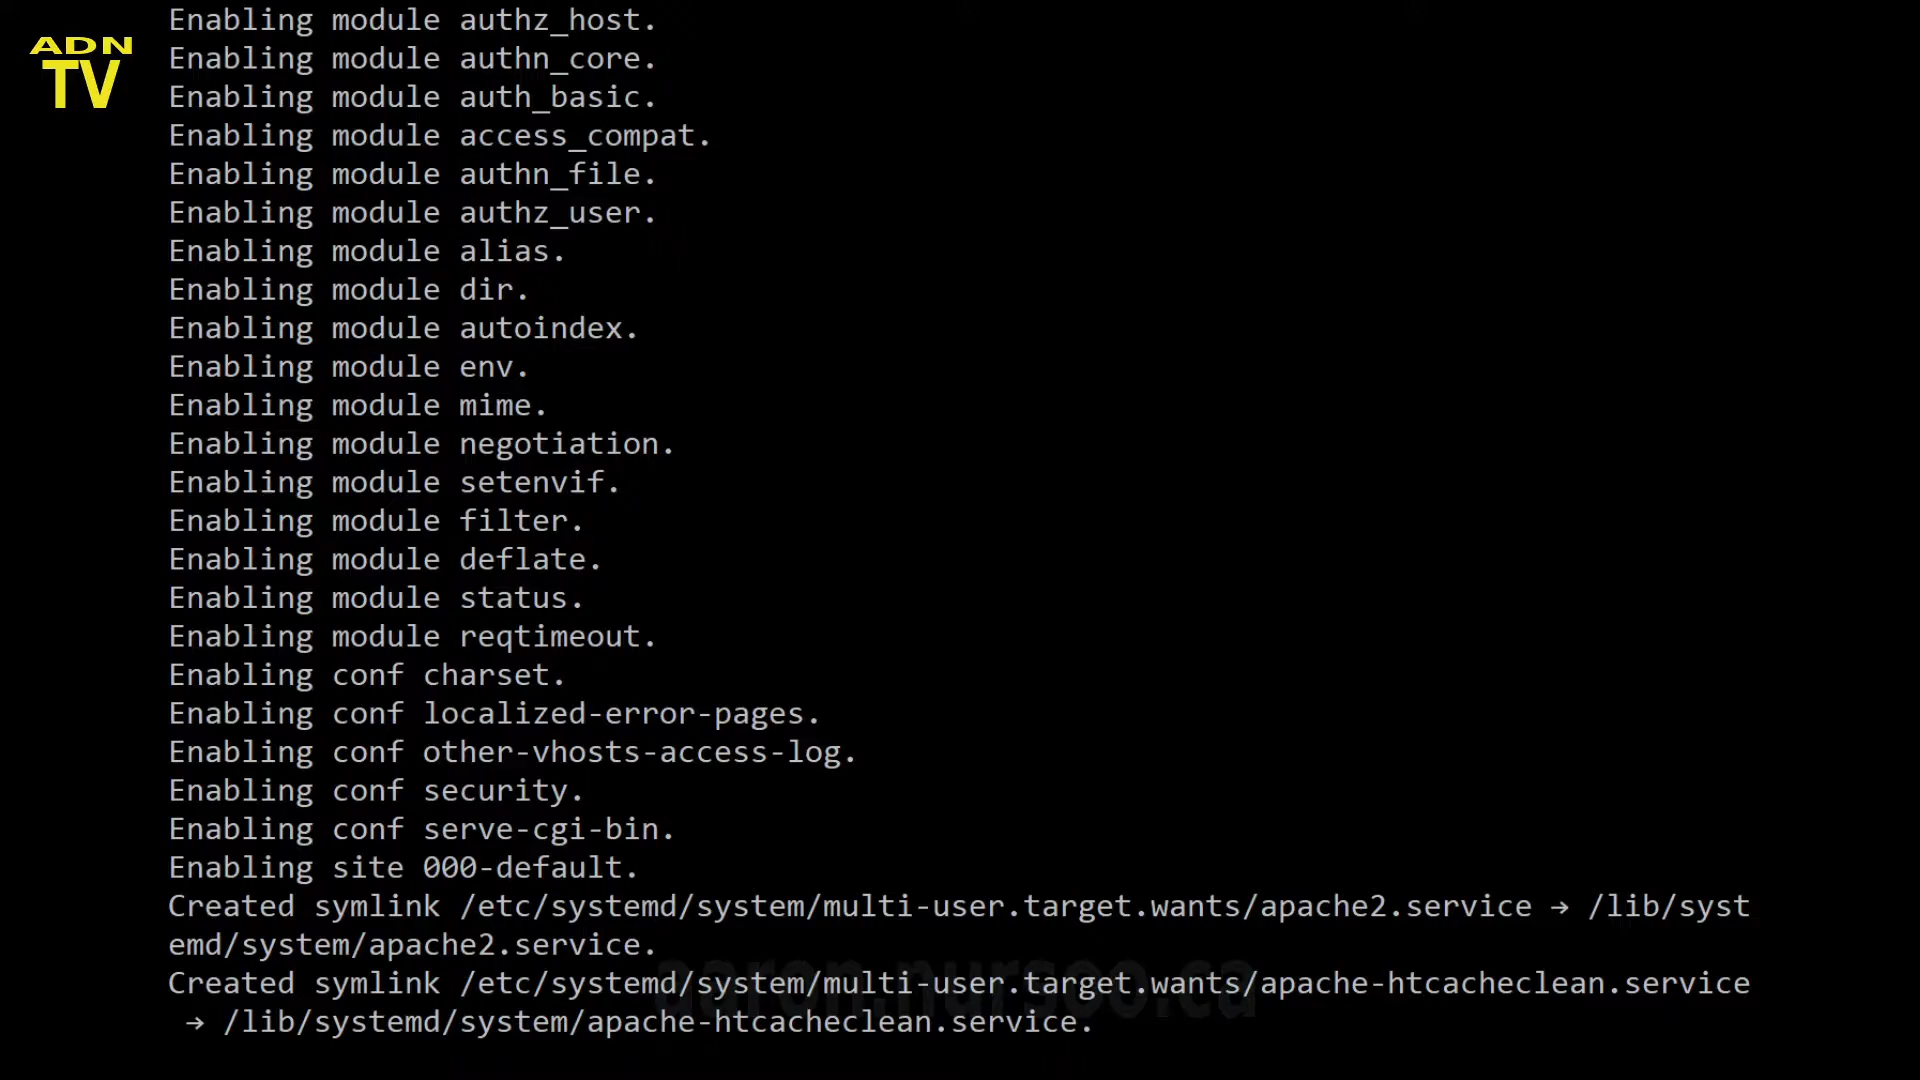 ADN
TV
Enabling module authz_host.
Enabling module authn_core.
Enabling module auth_basic.
Enabling module access_compat.
Enabling module authn_file.
Enabling module authz_user.
Enabling module alias.
Enabling module dir.
Enabling module autoindex.
Enabling module env.
Enabling module mime.
Enabling module negotiation.
Enabling module setenvif.
Enabling module filter.
Enabling module deflate.
Enabling module status.
Enabling module reqtimeout.
Enabling conf charset.
Enabling conf localized-error-pages.
Enabling conf other-vhosts-access-log.
Enabling conf security.
Enabling conf serve-cgi-bin.
Enabling site 000-default.
Created symlink /etc/systemd/system/multi-user.target.wants/apache2.service → /lib/syst
emd/system/apache2.service.
Created symlink /etc/systemd/system/multi-user.target.wants/apache-htcacheclean.service
→ /lib/systemd/system/apache-htcacheclean.service.
aaron.nursoo.ca